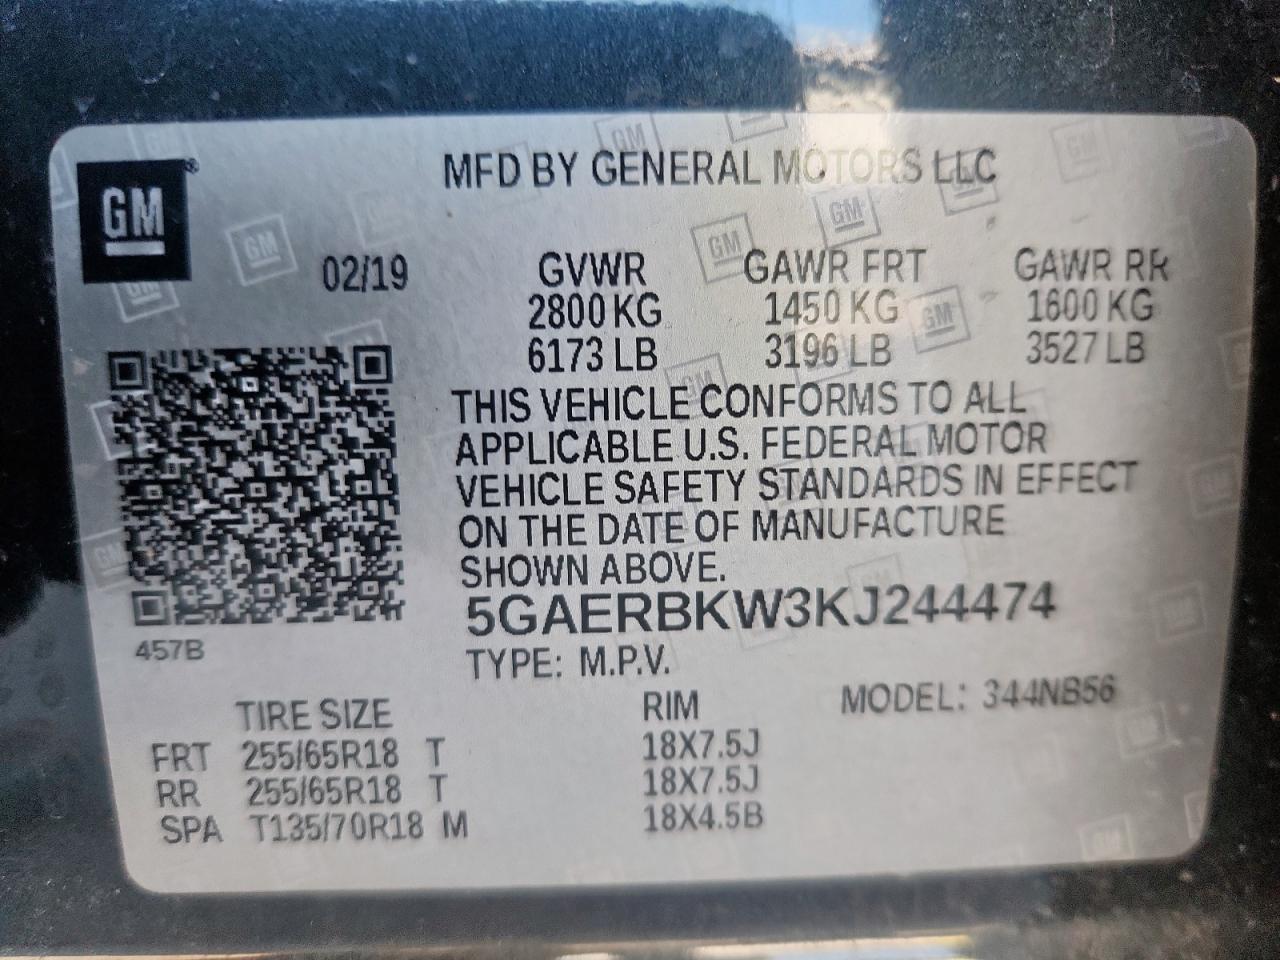 GM®
MFD BY GENERAL MOTORS LLC
02/19 GVWR GAWR FRT GAWR RR
2800 KG 1450 KG 1600 KG
6173 LB 3196 LB 3527 LB
THIS VEHICLE CONFORMS TO ALL
APPLICABLE U.S. FEDERAL MOTOR
VEHICLE SAFETY STANDARDS IN EFFECT
ON THE DATE OF MANUFACTURE
SHOWN ABOVE.
5GAERBKW3KJ244474
457B
TYPE: M.P.V.
TIRE SIZE RIM MODEL: 344NB56
FRT 255/65R18 T 18X7.5J
RR 255/65R18 T 18X7.5J
SPA T135/70R18 M 18X4.5B